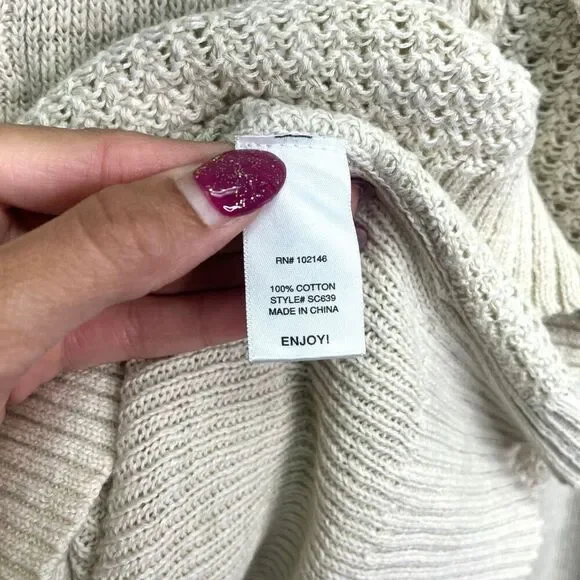 RN# 102146
100% COTTON
STYLE# SC639
MADE IN CHINA
ENJOY!